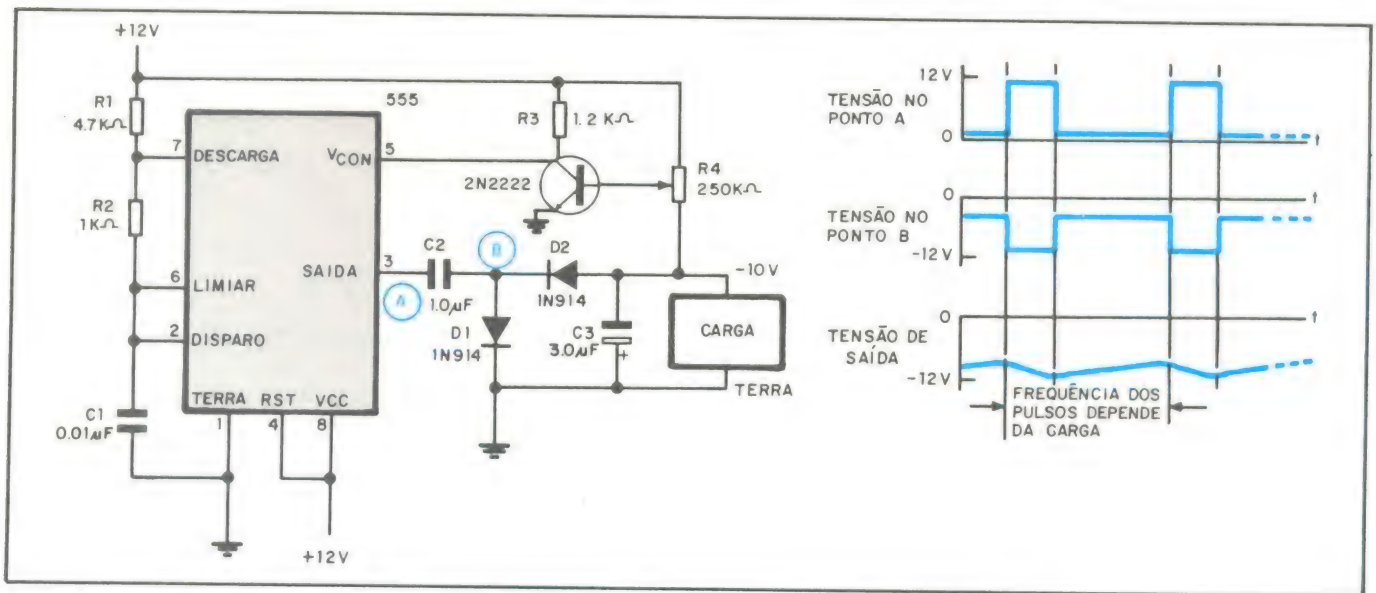 +12V
R1
4.7KΩ
R2
1KΩ
C1
0.01µF
555
7
DESCARGA
VCON
5
6
LIMIAR
SAIDA
3
2
DISPARO
TERRA
RST
VCC
1
4
8
+12V
R3
1.2 KΩ
2N2222
R4
250KΩ
C2
1.0µF
A
B
D2
1N914
D1
1N914
C3
3.0µF
+
-10V
CARGA
TERRA
TENSÃO NO
PONTO A
12V
0
t
TENSÃO NO
PONTO B
0
-12V
t
TENSÃO DE
SAÍDA
0
-12V
t
FREQUÊNCIA DOS
PULSOS DEPENDE
DA CARGA